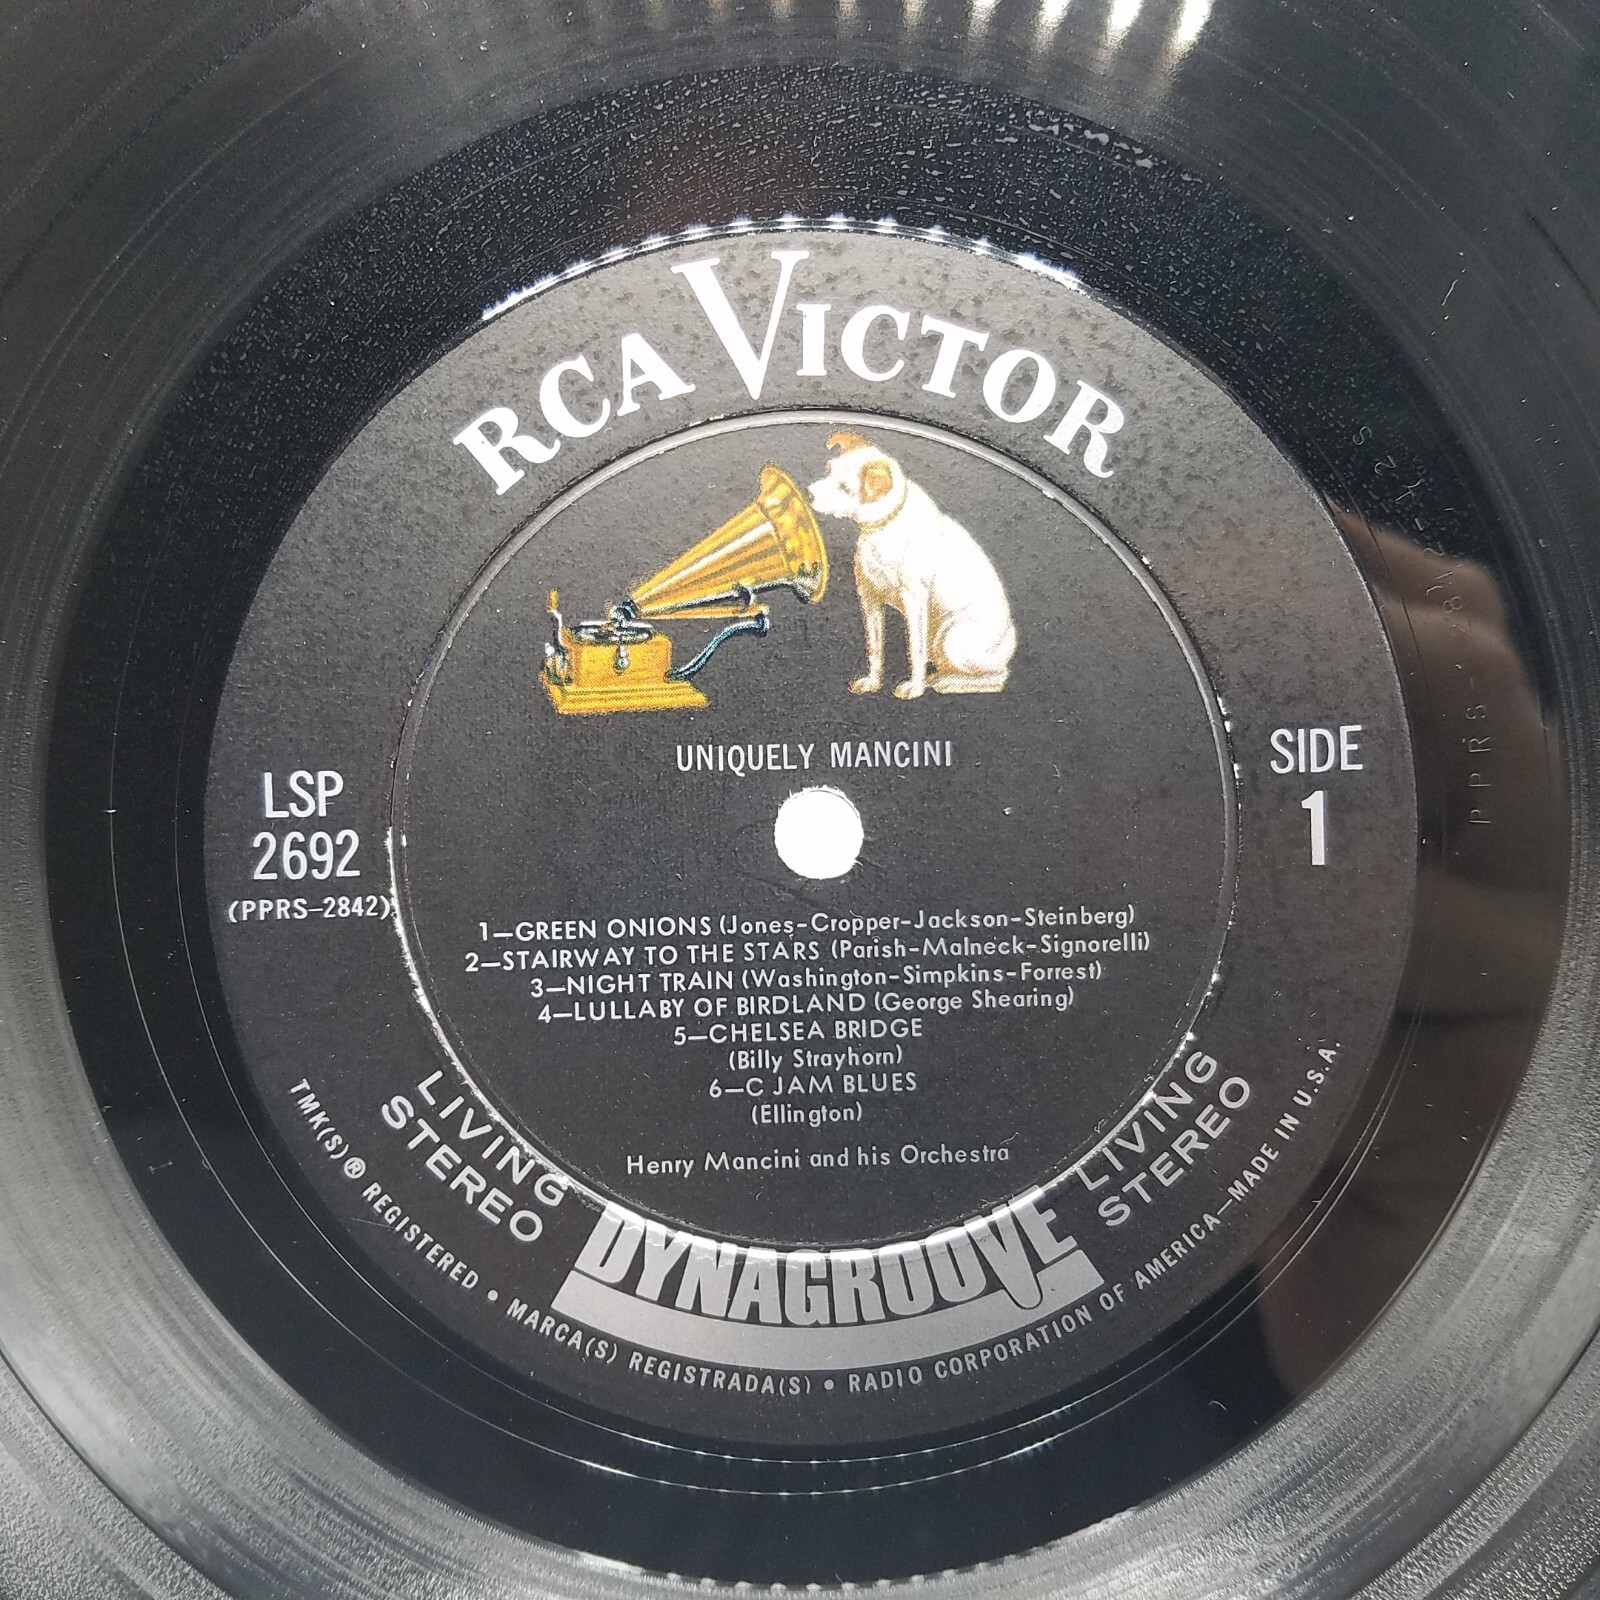 RCA VICTOR
UNIQUELY MANCINI
LSP
2692
(PPRS-2842)
SIDE
1
1—GREEN ONIONS (Jones-Cropper-Jackson-Steinberg)
2—STAIRWAY TO THE STARS (Parish-Malneck-Signorelli)
3—NIGHT TRAIN (Washington-Simpkins-Forrest)
4—LULLABY OF BIRDLAND (George Shearing)
5—CHELSEA BRIDGE
(Billy Strayhorn)
6—C JAM BLUES
(Ellington)
Henry Mancini and his Orchestra
LIVING
STEREO
DYNAGROOVE
LIVING
STEREO
TMK(S) ® REGISTERED • MARCA(S) REGISTRADA(S) • RADIO CORPORATION OF AMERICA—MADE IN U.S.A.
PPRS-